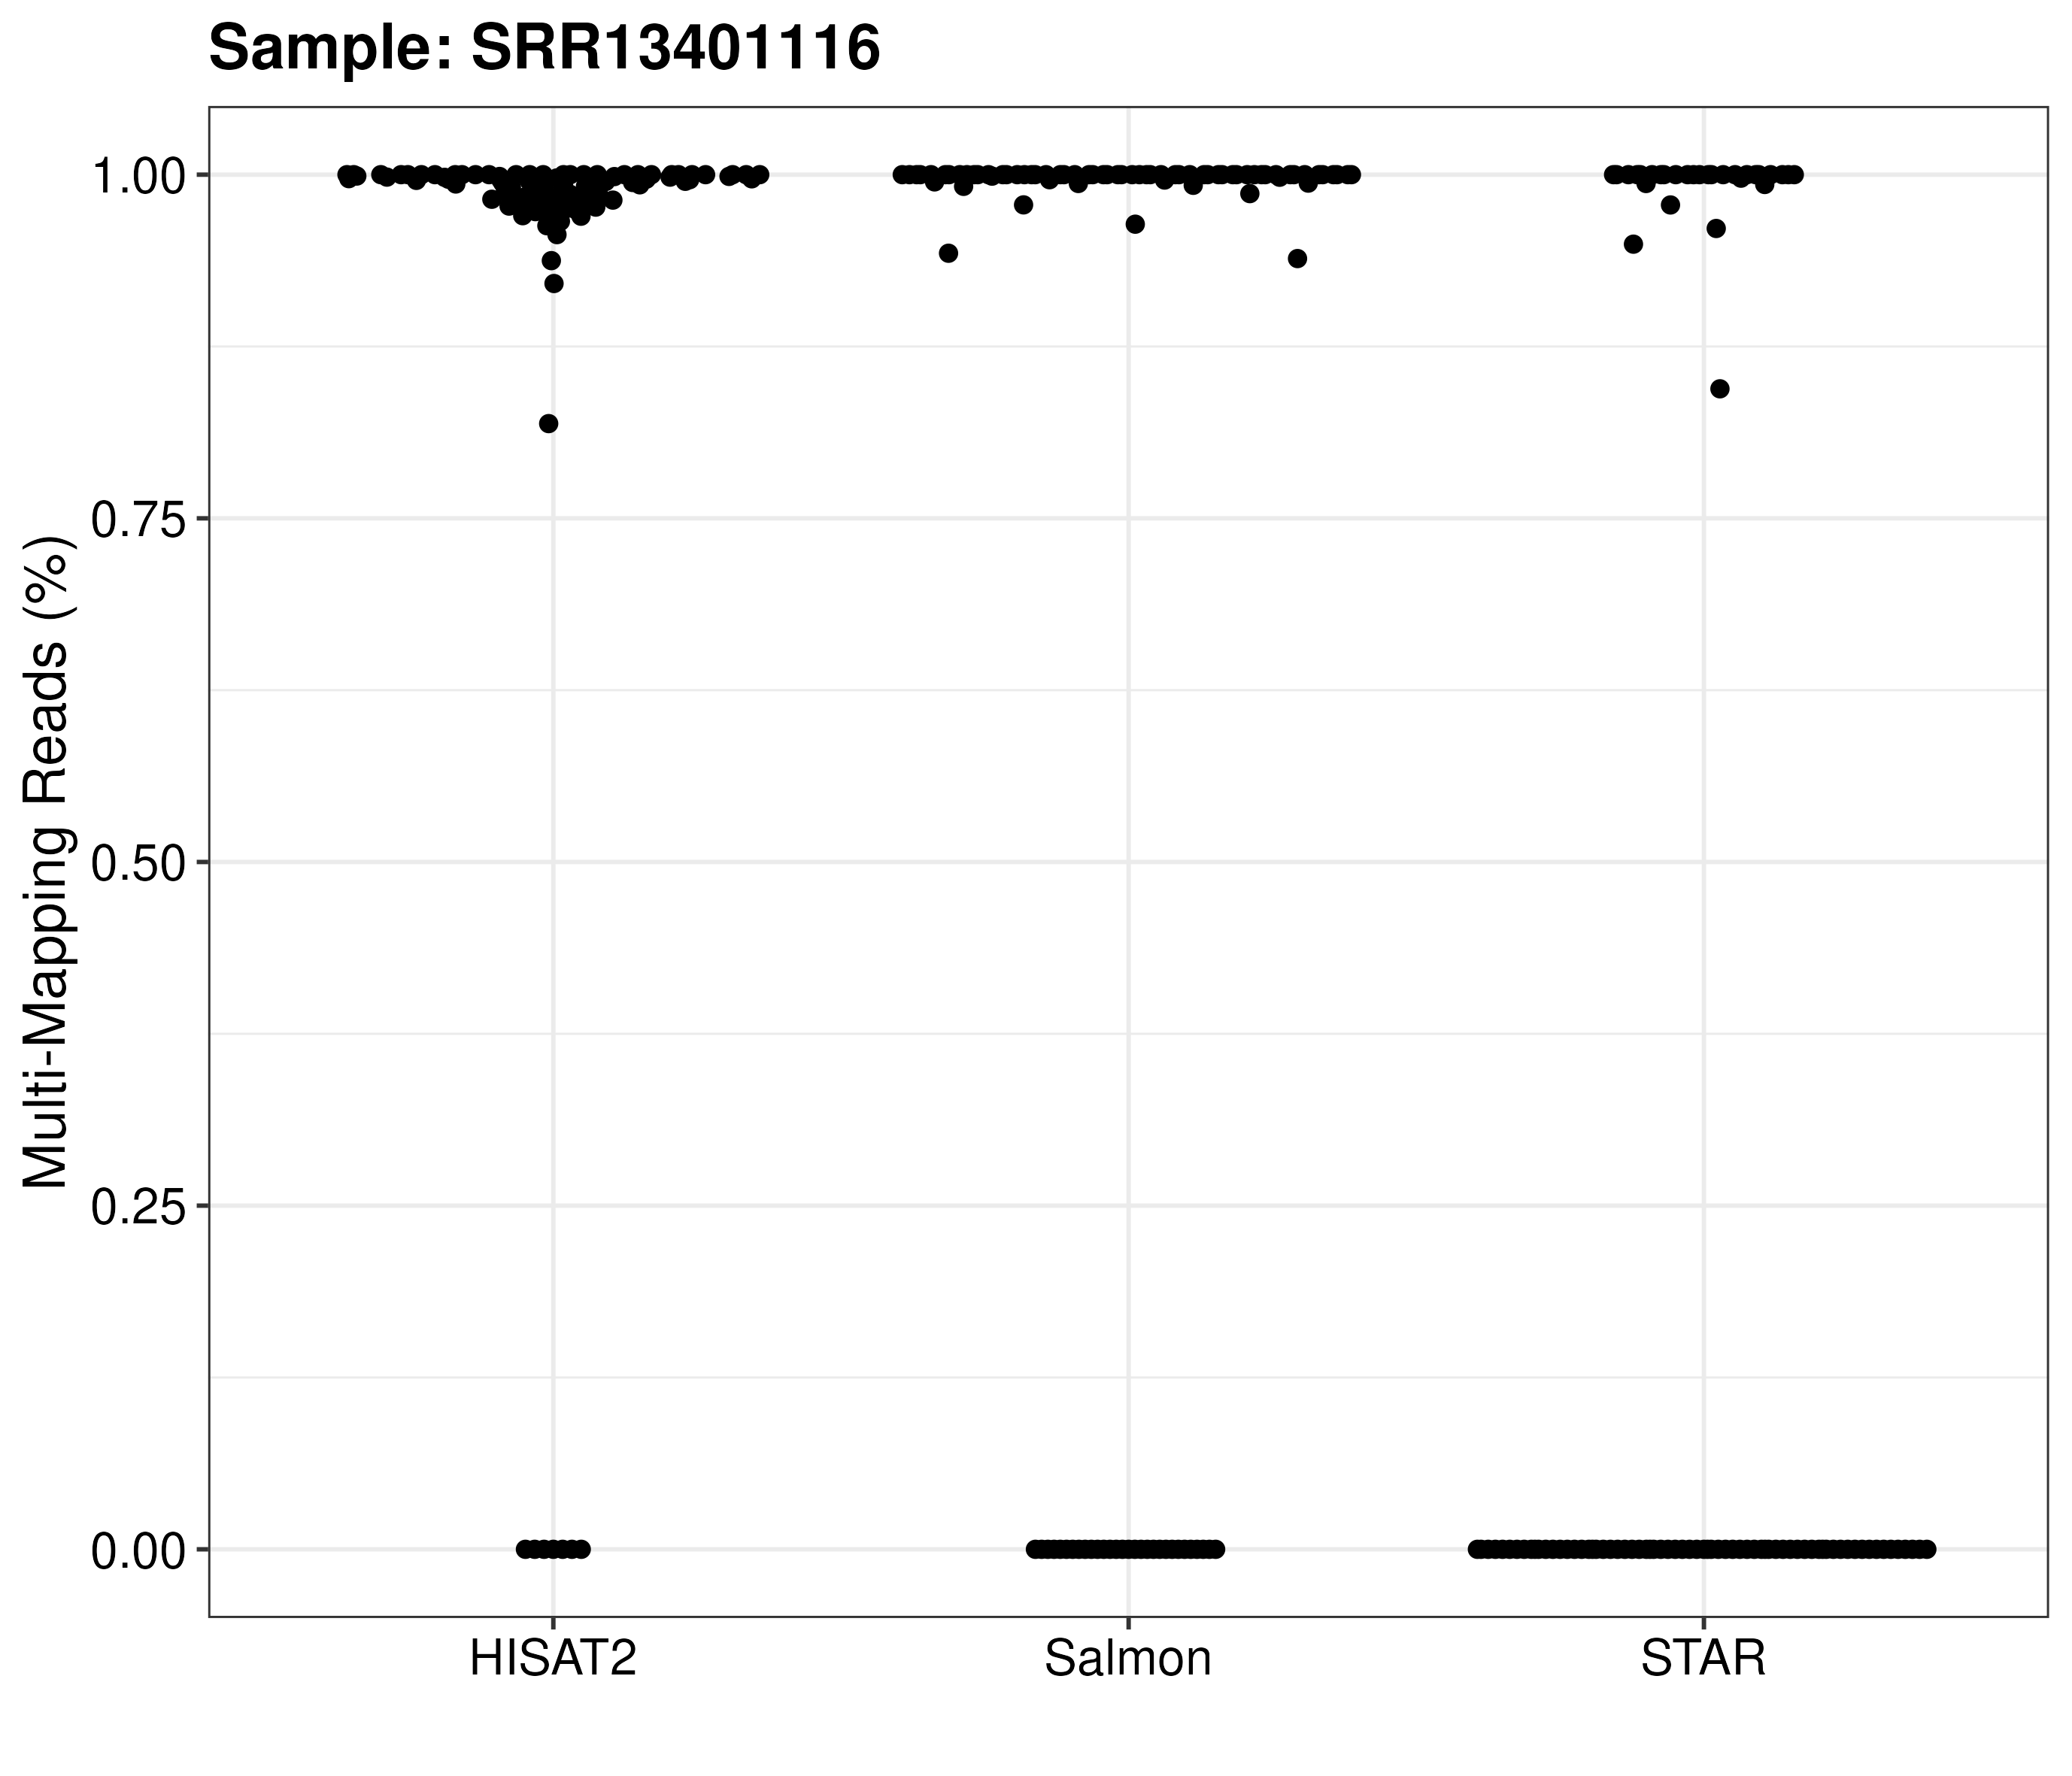 Sample: SRR13401116
Multi-Mapping Reads (%)
1.00
0.75
0.50
0.25
0.00
HISAT2
Salmon
STAR